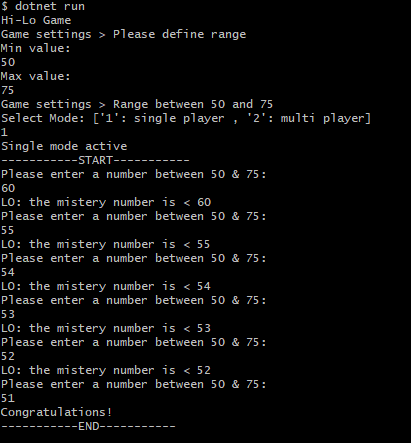 $ dotnet run
Hi-Lo Game
Game settings > Please define range
Min value:
50
Max value:
75
Game settings > Range between 50 and 75
Select Mode: ['1': single player , '2': multi player]
1
Single mode active
-----------START-----------
Please enter a number between 50 & 75:
60
LO: the mistery number is < 60
Please enter a number between 50 & 75:
55
LO: the mistery number is < 55
Please enter a number between 50 & 75:
54
LO: the mistery number is < 54
Please enter a number between 50 & 75:
53
LO: the mistery number is < 53
Please enter a number between 50 & 75:
52
LO: the mistery number is < 52
Please enter a number between 50 & 75:
51
Congratulations!
-----------END-----------